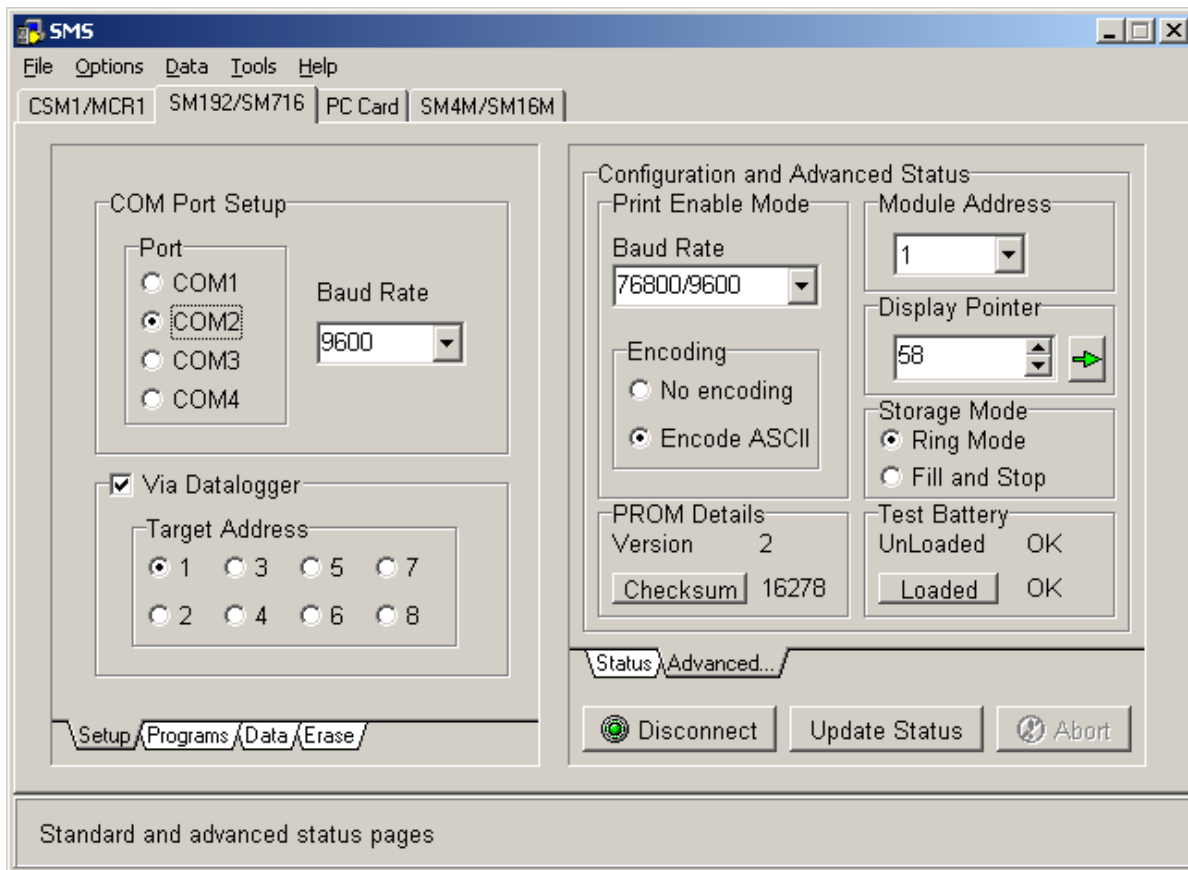 SMS
File Options Data Tools Help
CSM1/MCR1 SM192/SM716 PC Card SM4M/SM16M
COM Port Setup
Port
COM1
COM2
COM3
COM4
Baud Rate
9600
Via Datalogger
Target Address
1 3 5 7
2 4 6 8
Setup Programs Data Erase
Configuration and Advanced Status
Print Enable Mode
Baud Rate
76800/9600
Encoding
No encoding
Encode ASCII
PROM Details
Version 2
Checksum 16278
Module Address
1
Display Pointer
58
Storage Mode
Ring Mode
Fill and Stop
Test Battery
UnLoaded OK
Loaded OK
Status Advanced...
Disconnect Update Status Abort
Standard and advanced status pages